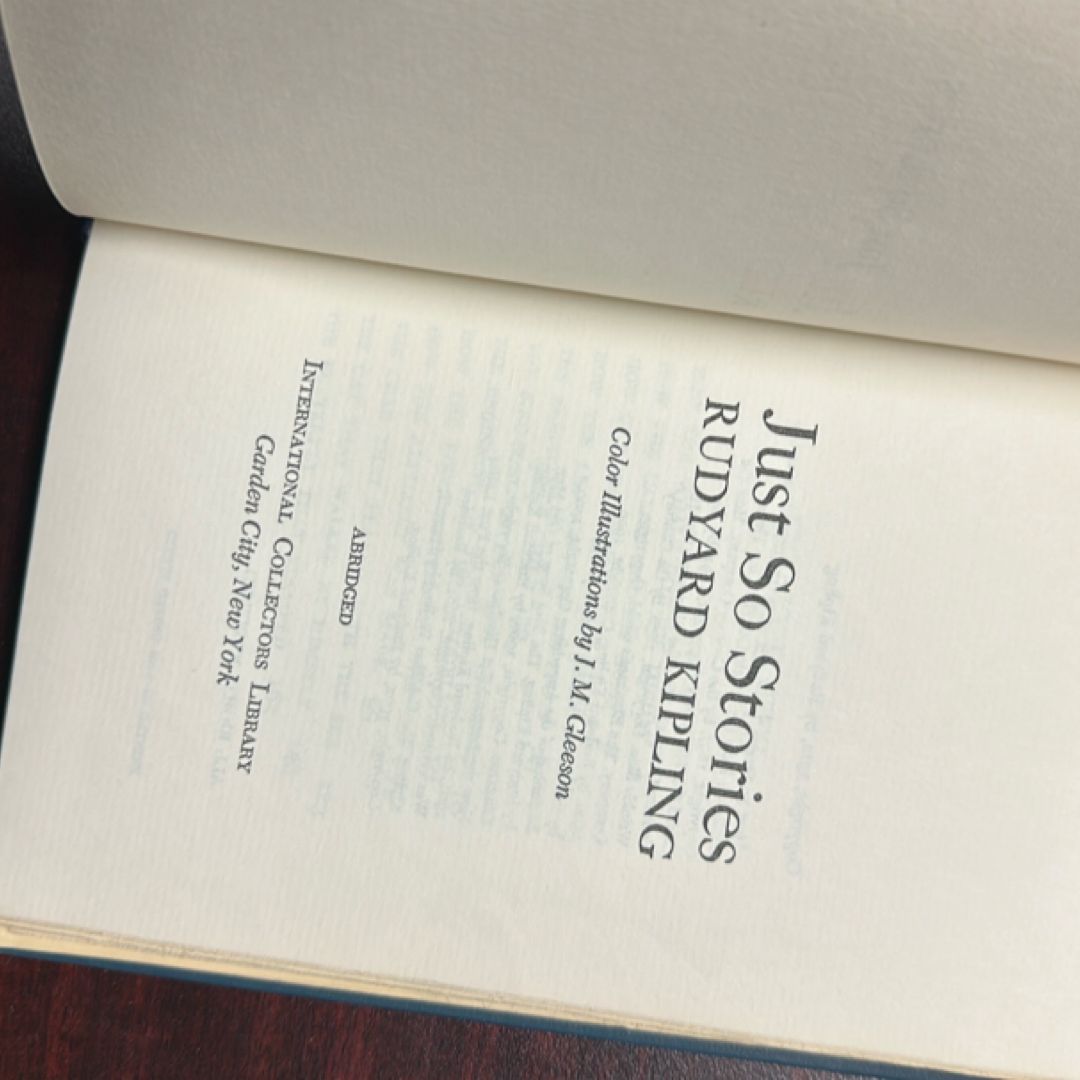 Just So Stories
RUDYARD KIPLING
Color Illustrations by J. M. Gleeson
ABRIDGED
INTERNATIONAL COLLECTORS LIBRARY
Garden City, New York